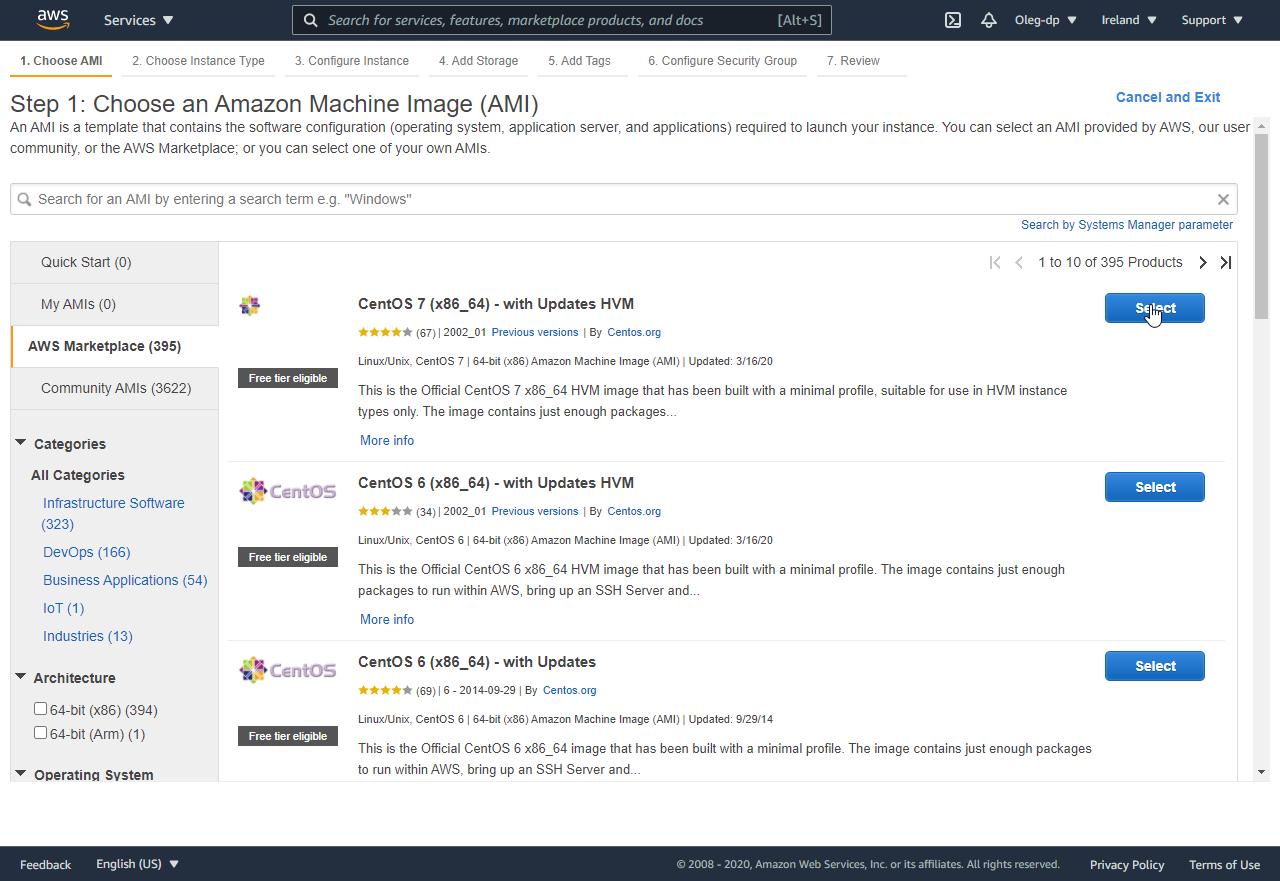 aws Services Search for services, features, marketplace products, and docs [Alt+S] Oleg-dp Ireland Support
1. Choose AMI 2. Choose Instance Type 3. Configure Instance 4. Add Storage 5. Add Tags 6. Configure Security Group 7. Review
Step 1: Choose an Amazon Machine Image (AMI)
Cancel and Exit
An AMI is a template that contains the software configuration (operating system, application server, and applications) required to launch your instance. You can select an AMI provided by AWS, our user
community, or the AWS Marketplace; or you can select one of your own AMIs.
Search for an AMI by entering a search term e.g. "Windows"
Search by Systems Manager parameter
Quick Start (0)
My AMIs (0)
AWS Marketplace (395)
Community AMIs (3622)
Categories
All Categories
Infrastructure Software
(323)
DevOps (166)
Business Applications (54)
IoT (1)
Industries (13)
Architecture
64-bit (x86) (394)
64-bit (Arm) (1)
Operating System
1 to 10 of 395 Products
CentOS 7 (x86_64) - with Updates HVM
Select
(67) | 2002_01 Previous versions | By Centos.org
Linux/Unix, CentOS 7 | 64-bit (x86) Amazon Machine Image (AMI) | Updated: 3/16/20
Free tier eligible
This is the Official CentOS 7 x86_64 HVM image that has been built with a minimal profile, suitable for use in HVM instance
types only. The image contains just enough packages...
More info
CentOS
CentOS 6 (x86_64) - with Updates HVM
Select
(34) | 2002_01 Previous versions | By Centos.org
Linux/Unix, CentOS 6 | 64-bit (x86) Amazon Machine Image (AMI) | Updated: 3/16/20
Free tier eligible
This is the Official CentOS 6 x86_64 HVM image that has been built with a minimal profile. The image contains just enough
packages to run within AWS, bring up an SSH Server and...
More info
CentOS
CentOS 6 (x86_64) - with Updates
Select
(69) | 6 - 2014-09-29 | By Centos.org
Linux/Unix, CentOS 6 | 64-bit (x86) Amazon Machine Image (AMI) | Updated: 9/29/14
Free tier eligible
This is the Official CentOS 6 x86_64 image that has been built with a minimal profile. The image contains just enough packages
to run within AWS, bring up an SSH Server and...
Feedback English (US) © 2008 - 2020, Amazon Web Services, Inc. or its affiliates. All rights reserved. Privacy Policy Terms of Use